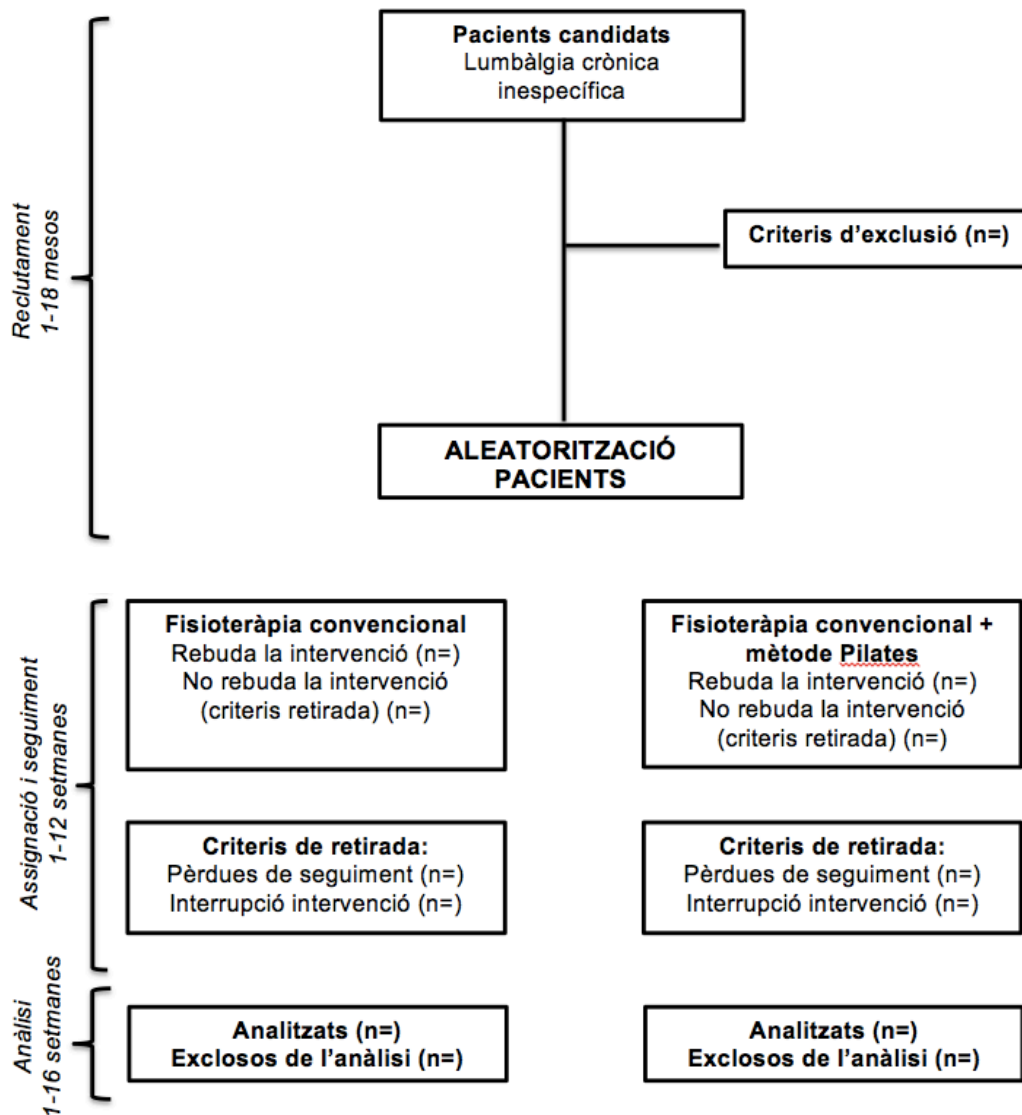 Pacients candidats
Lumbàlgia crònica
inespecífica
Reclutament
1-18 mesos
Criteris d’exclusió (n=)
ALEATORITZACIÓ
PACIENTS
Assignació i seguiment
1-12 setmanes
Fisioteràpia convencional
Rebuda la intervenció (n=)
No rebuda la intervenció
(criteris retirada) (n=)
Fisioteràpia convencional +
mètode Pilates
Rebuda la intervenció (n=)
No rebuda la intervenció
(criteris retirada) (n=)
Criteris de retirada:
Pèrdues de seguiment (n=)
Interrupció intervenció (n=)
Criteris de retirada:
Pèrdues de seguiment (n=)
Interrupció intervenció (n=)
Anàlisi
1-16 setmanes
Analitzats (n=)
Exclosos de l’anàlisi (n=)
Analitzats (n=)
Exclosos de l’anàlisi (n=)